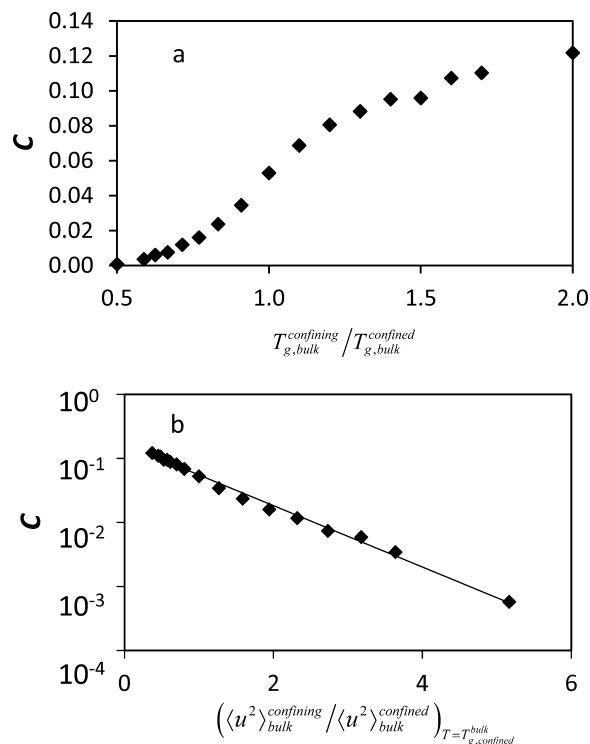 0.14
a
0.12
0.10
0.08
C
0.06
0.04
0.02
0.00
0.5 1.0 1.5 2.0
T_{g,bulk}^{confining} / T_{g,bulk}^{confined}
10^0
b
10^{-1}
C
10^{-2}
10^{-3}
10^{-4}
0 2 4 6
(⟨u^2⟩_{bulk}^{confining} / ⟨u^2⟩_{bulk}^{confined})_{T=T_{g,confined}^{bulk}}